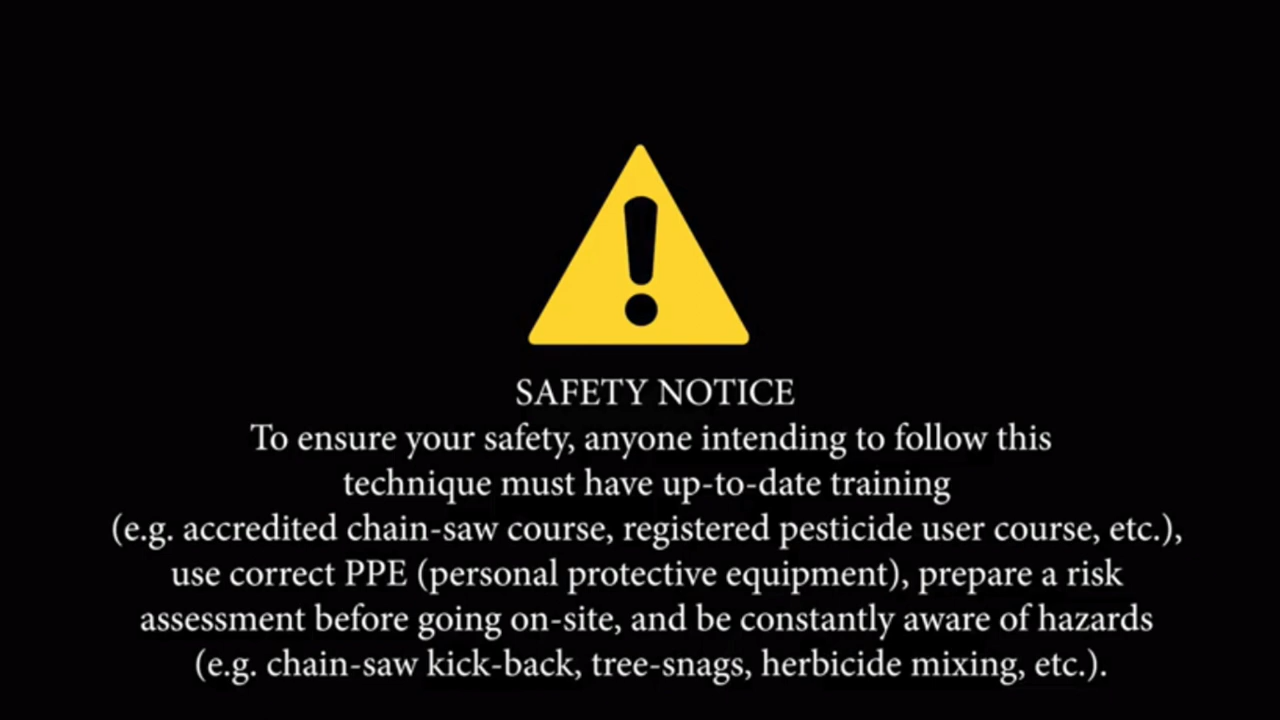 SAFETY NOTICE
To ensure your safety, anyone intending to follow this
technique must have up-to-date training
(e.g. accredited chain-saw course, registered pesticide user course, etc.),
use correct PPE (personal protective equipment), prepare a risk
assessment before going on-site, and be constantly aware of hazards
(e.g. chain-saw kick-back, tree-snags, herbicide mixing, etc.).